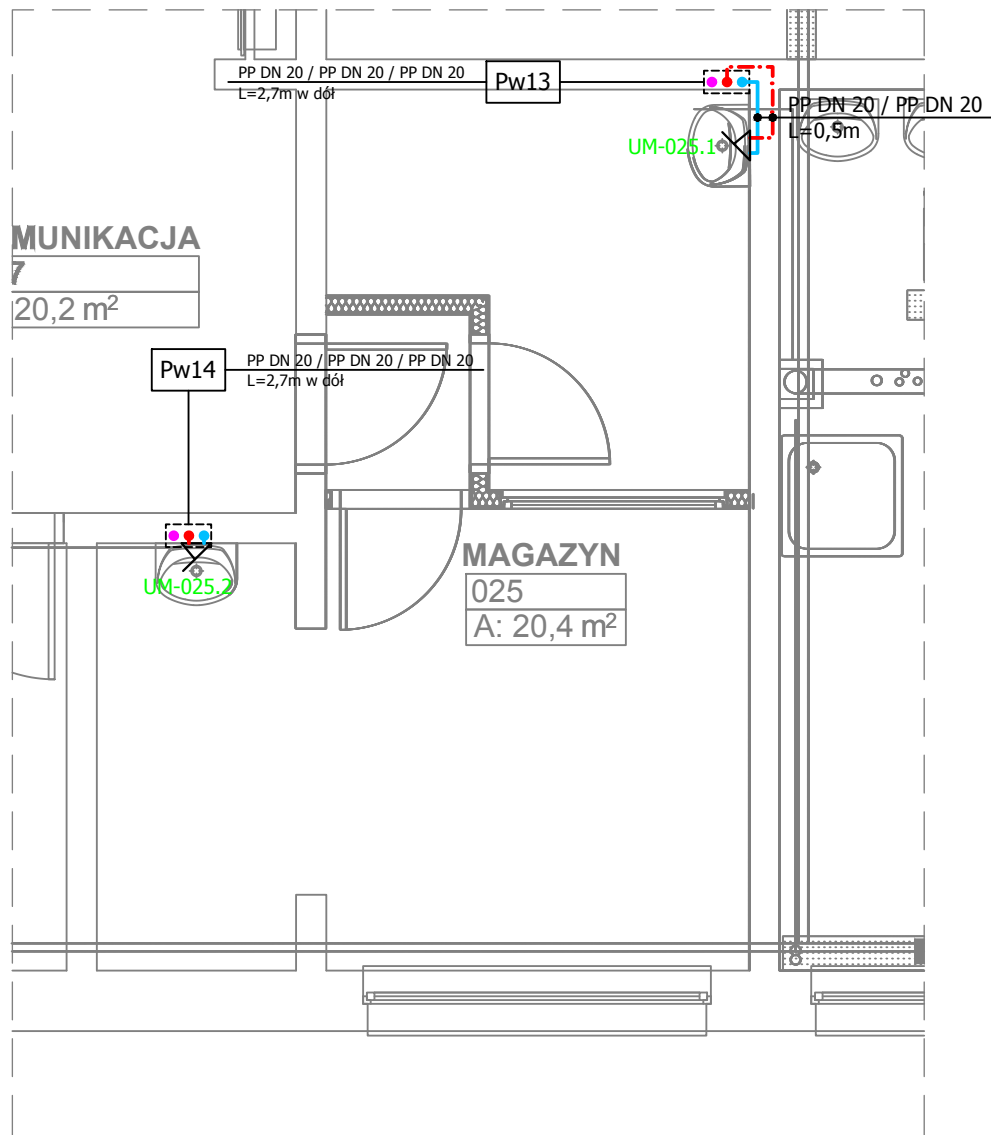 PP DN 20 / PP DN 20 / PP DN 20
L=2,7m w dół
Pw13
PP DN 20 / PP DN 20
L=0,5m
UM-025.1
MUNIKACJA
7
20,2 m²
Pw14
PP DN 20 / PP DN 20 / PP DN 20
L=2,7m w dół
UM-025.2
MAGAZYN
025
A: 20,4 m²